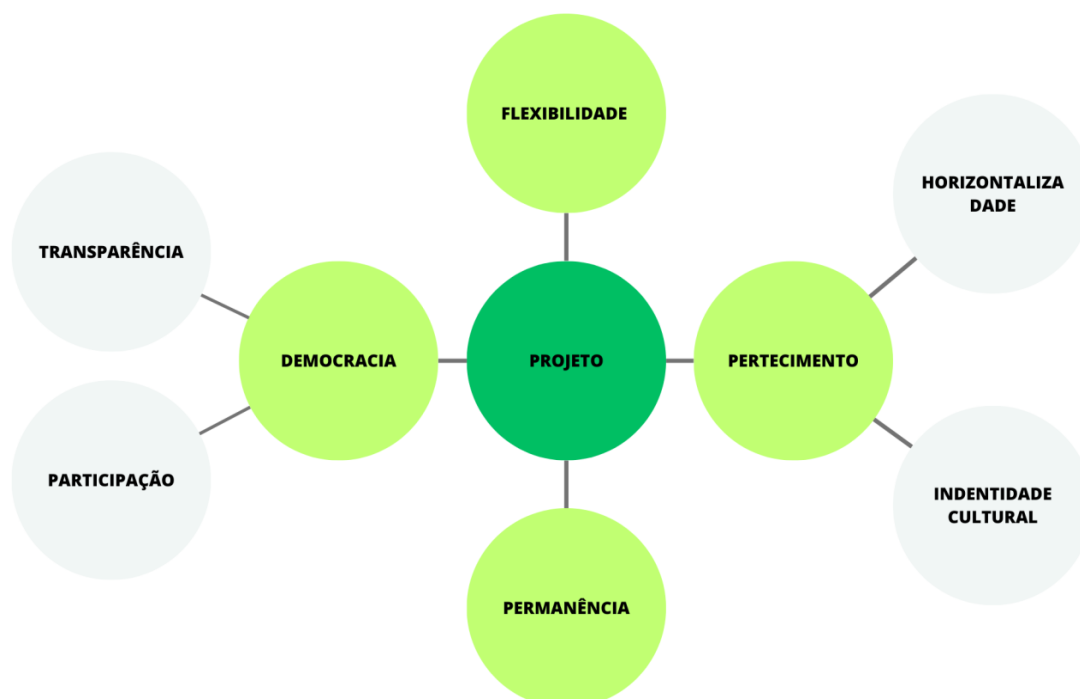 FLEXIBILIDADE
HORIZONTALIZA
DADE
TRANSPARÊNCIA
DEMOCRACIA
PROJETO
PERTECIMENTO
PARTICIPAÇÃO
INDENTIDADE
CULTURAL
PERMANÊNCIA